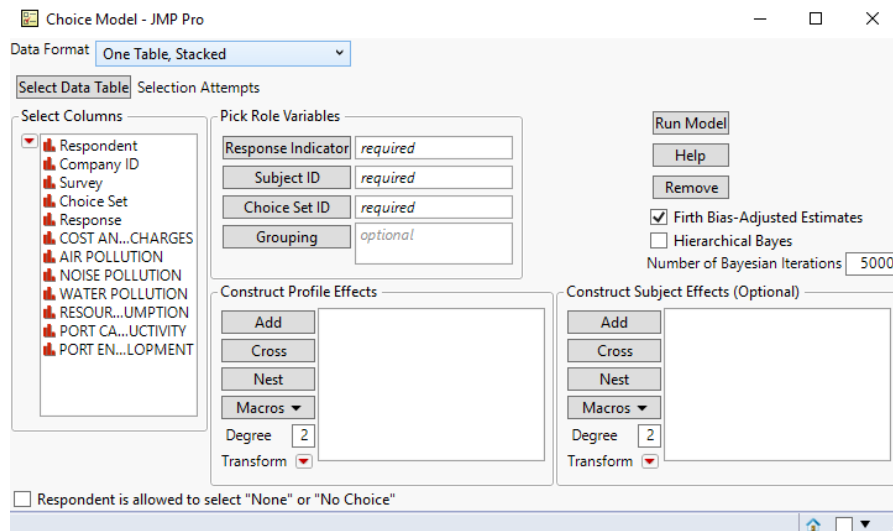 Choice Model - JMP Pro
Data Format One Table, Stacked
Select Data Table Selection Attempts
Select Columns
Respondent
Company ID
Survey
Choice Set
Response
COST AN...CHARGES
AIR POLLUTION
NOISE POLLUTION
WATER POLLUTION
RESOUR...UMPTION
PORT CA...UCTIVITY
PORT EN...LOPMENT
Pick Role Variables
Response Indicator required
Subject ID required
Choice Set ID required
Grouping optional
Run Model
Help
Remove
Firth Bias-Adjusted Estimates
Hierarchical Bayes
Number of Bayesian Iterations 5000
Construct Profile Effects
Add
Cross
Nest
Macros
Degree 2
Transform
Construct Subject Effects (Optional)
Add
Cross
Nest
Macros
Degree 2
Transform
Respondent is allowed to select "None" or "No Choice"